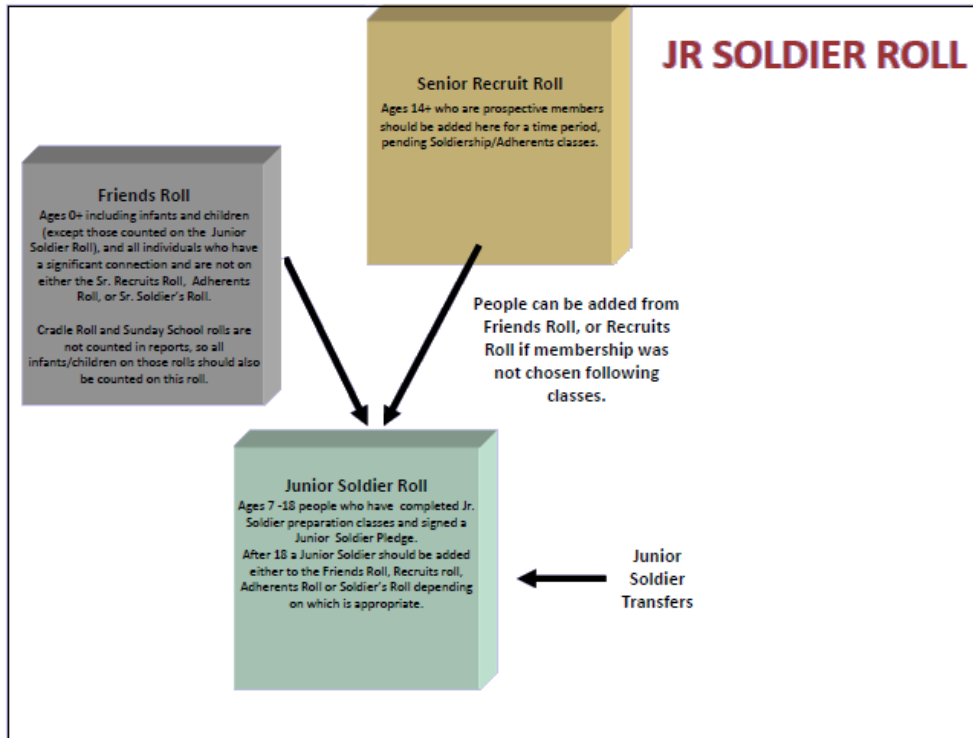 JR SOLDIER ROLL
Senior Recruit Roll
Ages 14+ who are prospective members
should be added here for a time period,
pending Soldiership/Adherents classes.
Friends Roll
Ages 0+ including infants and children
(except those counted on the Junior
Soldier Roll), and all individuals who have
a significant connection and are not on
either the Sr. Recruits Roll, Adherents
Roll, or Sr. Soldier's Roll.
Cradle Roll and Sunday School rolls are
not counted in reports, so all
infants/children on those rolls should also
be counted on this roll.
People can be added from
Friends Roll, or Recruits
Roll if membership was
not chosen following
classes.
Junior Soldier Roll
Ages 7 -18 people who have completed Jr.
Soldier preparation classes and signed a
Junior Soldier Pledge.
After 18 a Junior Soldier should be added
either to the Friends Roll, Recruits roll,
Adherents Roll or Soldier's Roll depending
on which is appropriate.
Junior
Soldier
Transfers